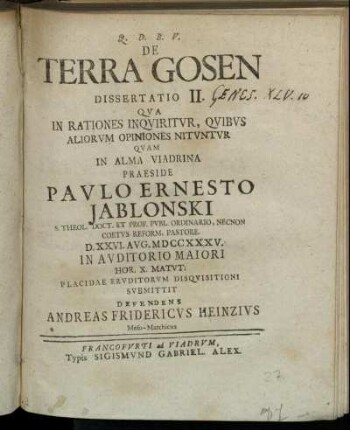 Q. D. B. V.
DE
TERRA GOSEN
DISSERTATIO II. GENES. XLV. 10
QVA
IN RATIONES INQVIRITVR, QVIBVS
ALIORVM OPINIONES NITVNTVR
QVAM
IN ALMA VIADRINA
PRAESIDE
PAVLO ERNESTO
JABLONSKI
S. THEOL. DOCT. ET PROF. PVBL. ORDINARIO, NECNON
COETVS REFORM. PASTORE.
D. XXVI. AVG. MDCCXXXV.
IN AVDITORIO MAIORI
HOR. X. MATVT:
PLACIDAE ERVDITORVM DISQVISITIONI
SVBMITTIT
DEFENDENS
ANDREAS FRIDERICVS HEINZIVS
Meso-Marchicus
FRANCOFVRTI ad VIADRVM,
Typis SIGISMVND GABRIEL. ALEX.